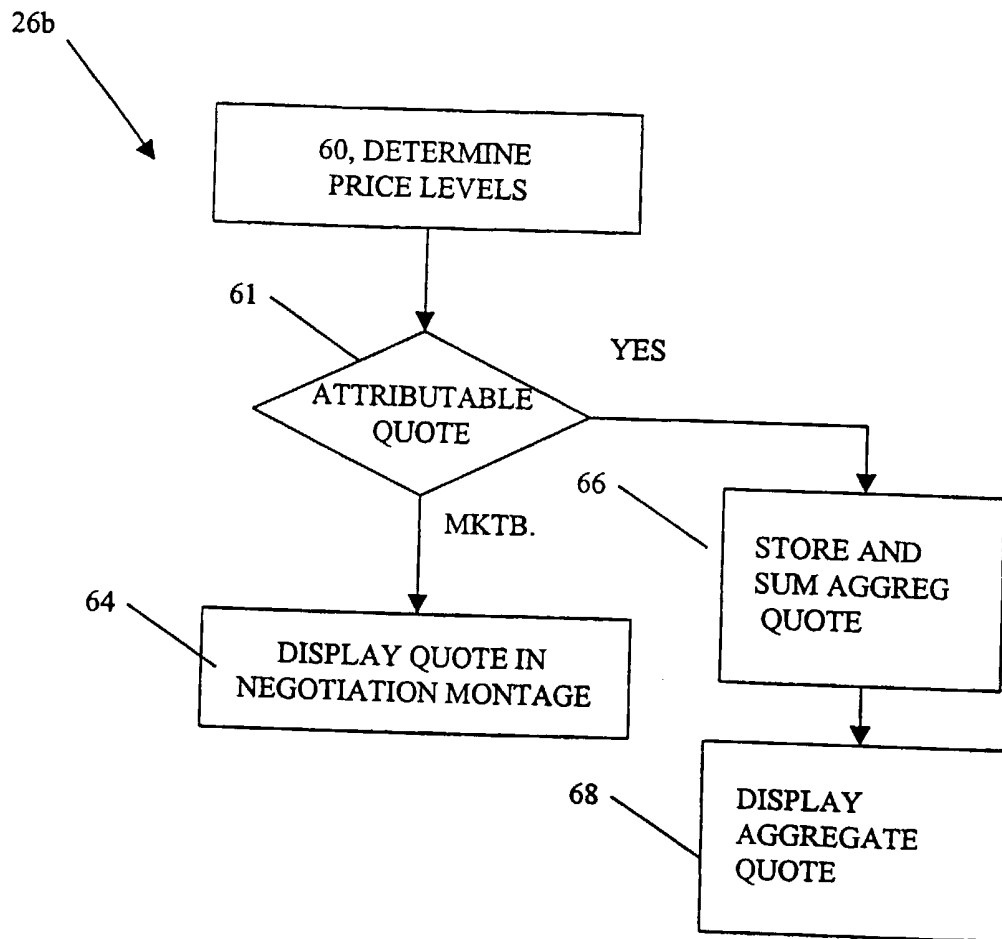 26b
60, DETERMINE
PRICE LEVELS
61
YES
ATTRIBUTABLE
QUOTE
66
MKTB.
STORE AND
SUM AGGREG
QUOTE
64
DISPLAY QUOTE IN
NEGOTIATION MONTAGE
68
DISPLAY
AGGREGATE
QUOTE